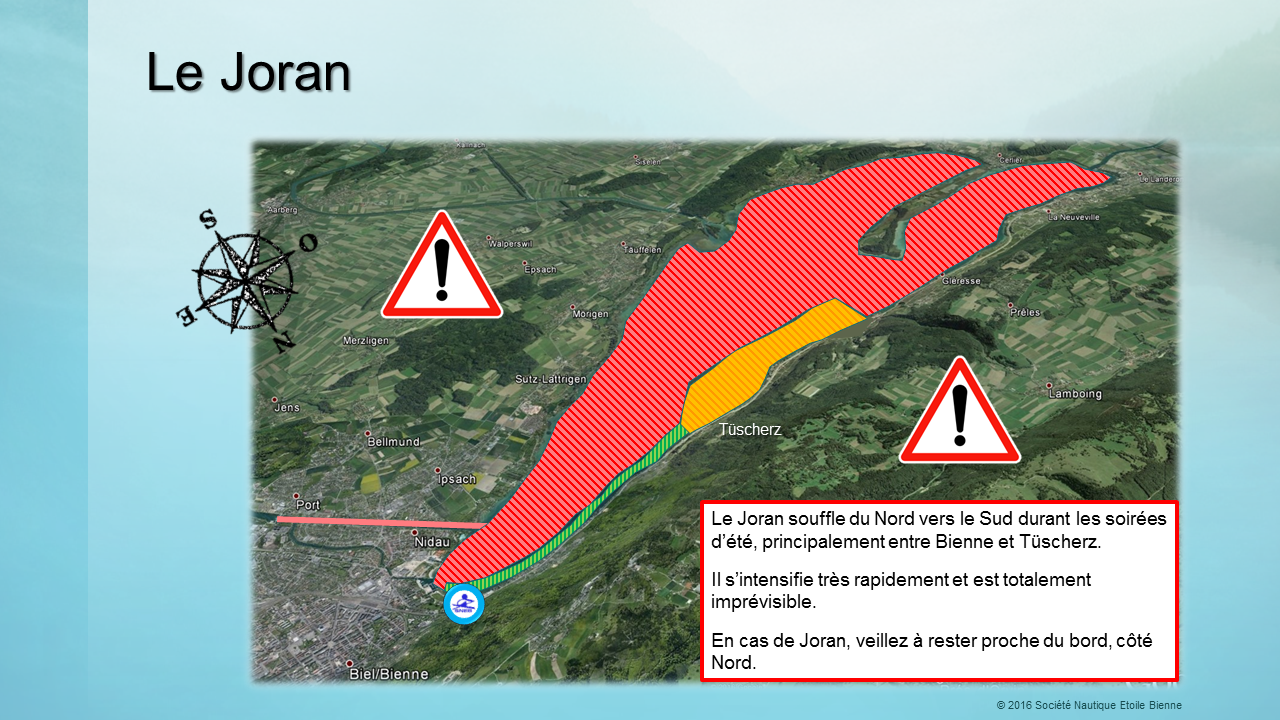 Le Joran
Kallnach
Siselen
Cerlier
Le Landeron
Aarberg
S
O
E
N
La Neuveville
Walperswil
Täuffelen
Epsach
Gléresse
Mörigen
Prêles
Merzligen
Sutz-Lattrigen
Lamboing
Jens
Tüscherz
Bellmund
Ipsach
Port
Nidau
SNEB
Biel/Bienne
Le Joran souffle du Nord vers le Sud durant les soirées
d’été, principalement entre Bienne et Tüscherz.
Il s’intensifie très rapidement et est totalement
imprévisible.
En cas de Joran, veillez à rester proche du bord, côté
Nord.
© 2016 Société Nautique Etoile Bienne